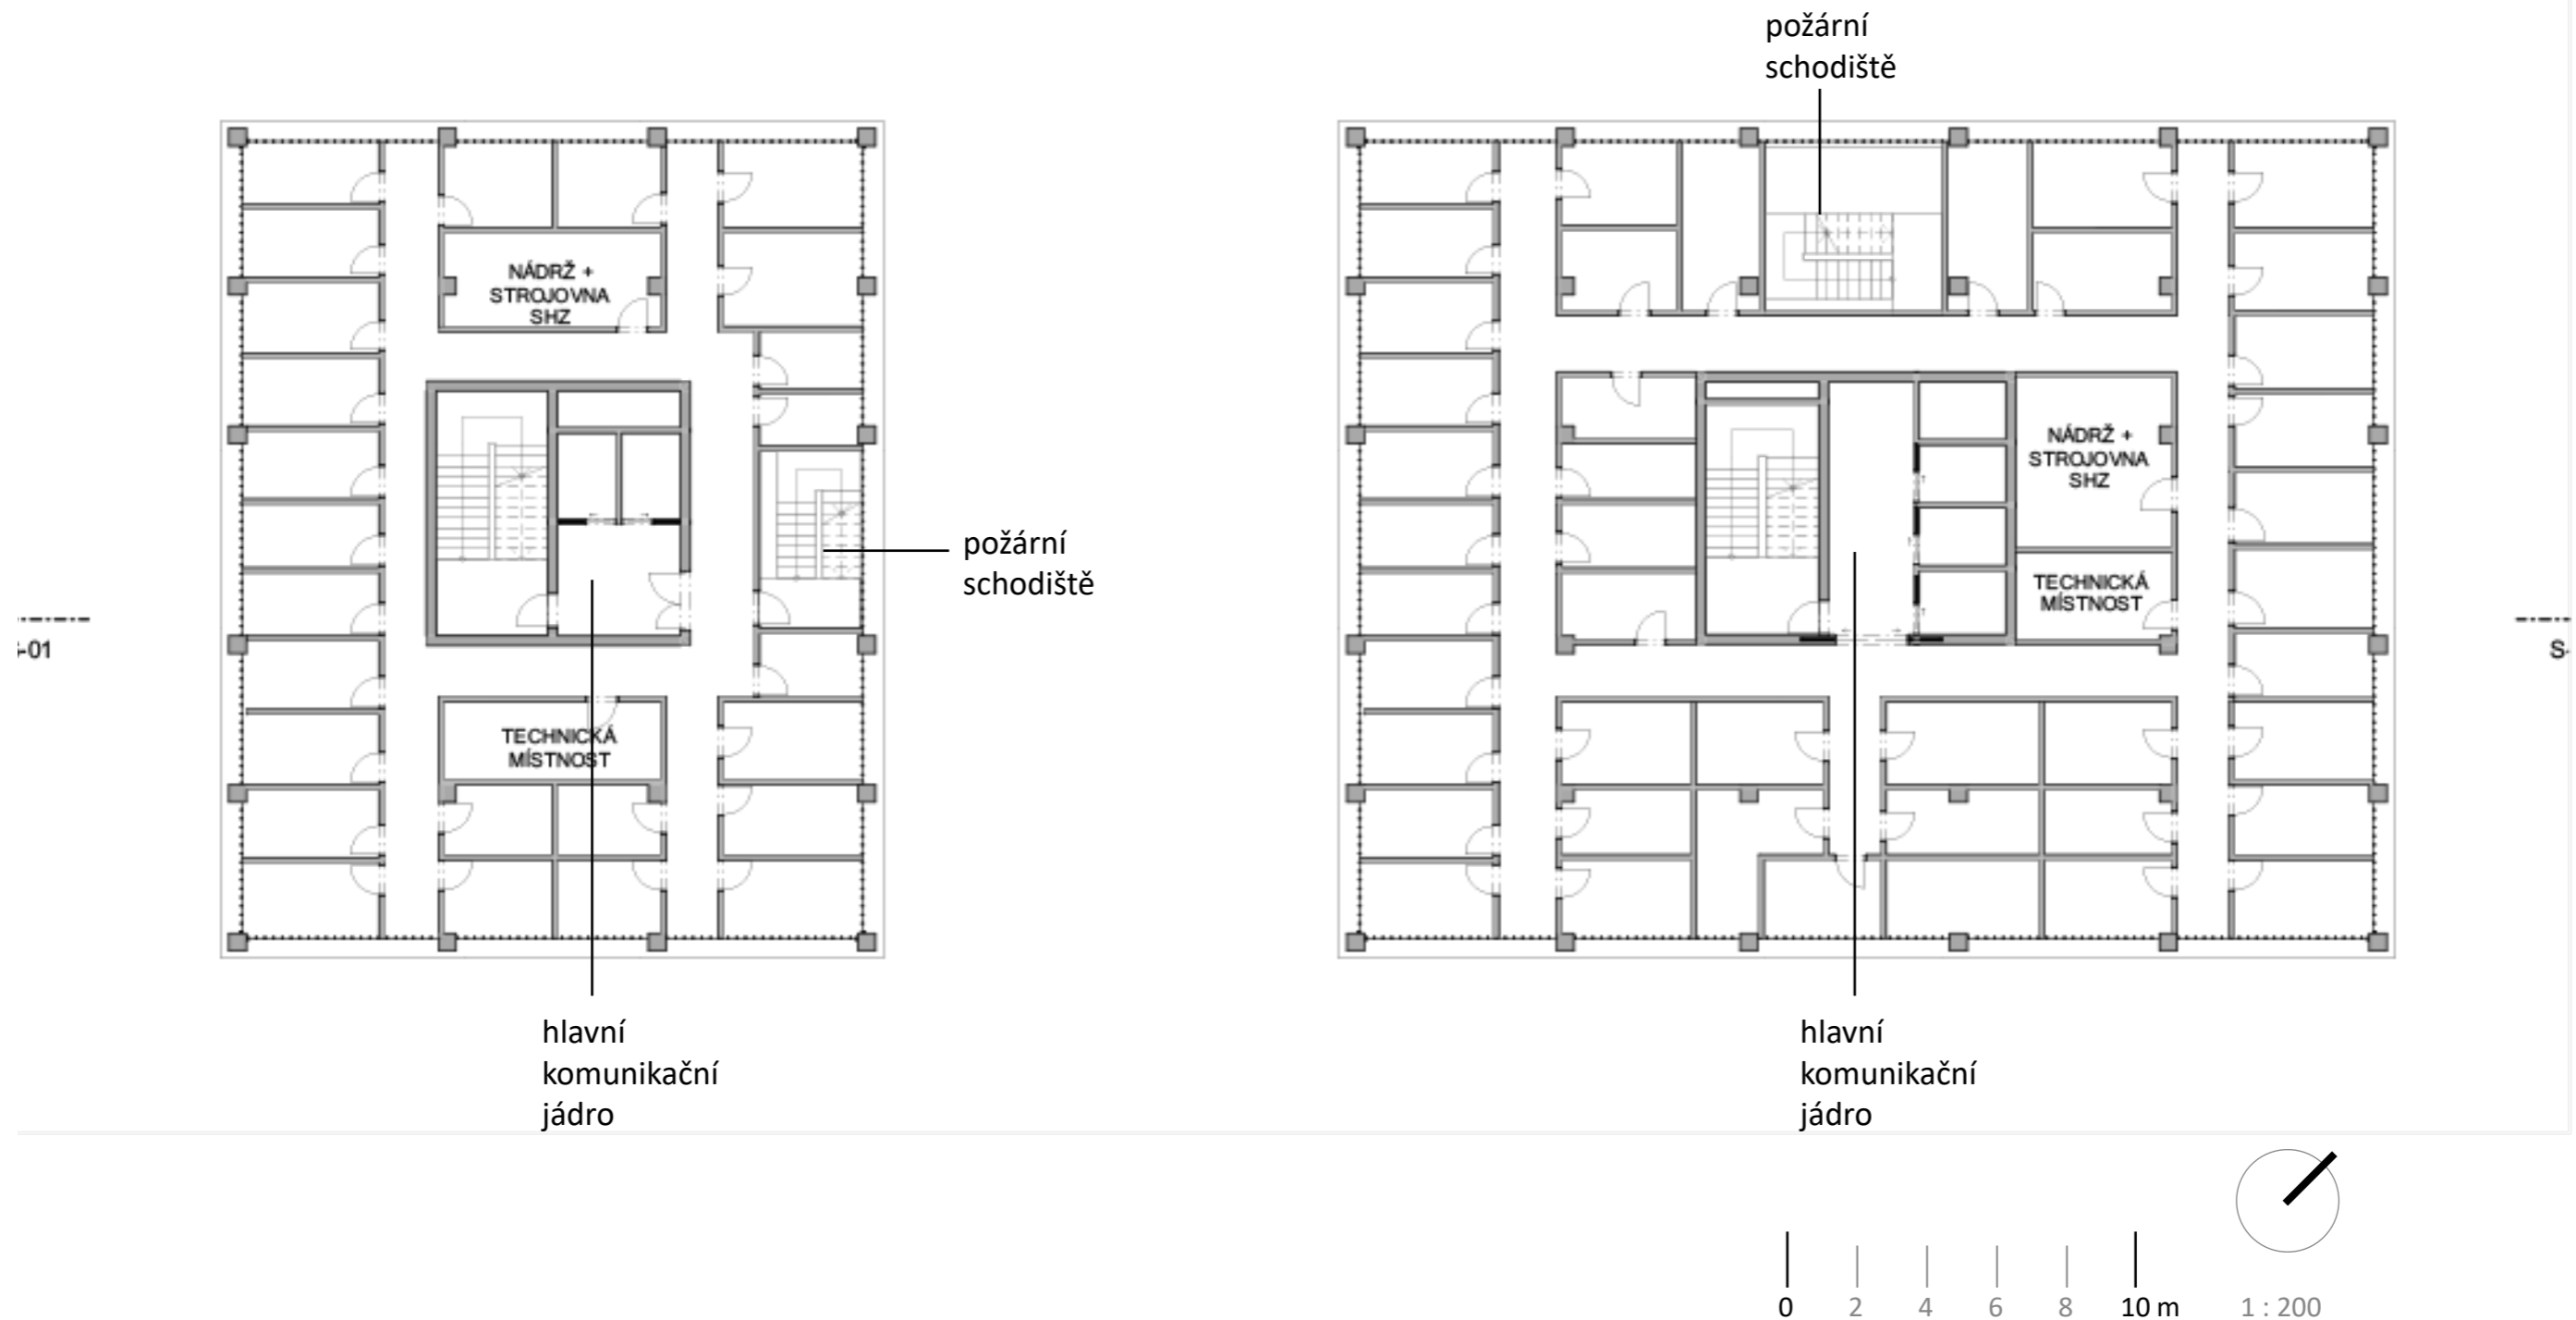 požární
schodiště
NÁDRŽ +
STROJOVNA
SHZ
NÁDRŽ +
STROJOVNA
SHZ
požární
schodiště
TECHNICKÁ
MÍSTNOST
-01
S-
TECHNICKÁ
MÍSTNOST
hlavní
komunikační
jádro
hlavní
komunikační
jádro
0 2 4 6 8 10 m 1 : 200